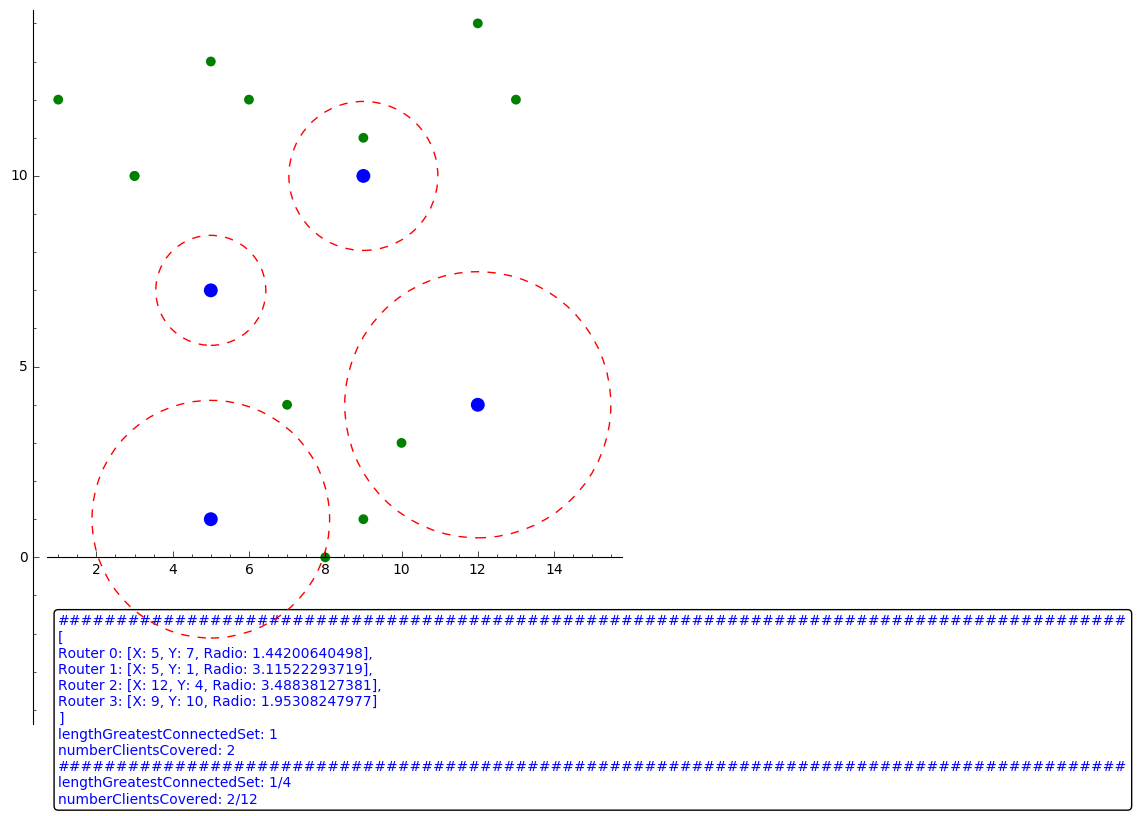 10
5
0
2 4 6 8 10 12 14
############################################################################################
[
Router 0: [X: 5, Y: 7, Radio: 1.44200640498],
Router 1: [X: 5, Y: 1, Radio: 3.11522293719],
Router 2: [X: 12, Y: 4, Radio: 3.48838127381],
Router 3: [X: 9, Y: 10, Radio: 1.95308247977]
]
lengthGreatestConnectedSet: 1
numberClientsCovered: 2
############################################################################################
lengthGreatestConnectedSet: 1/4
numberClientsCovered: 2/12